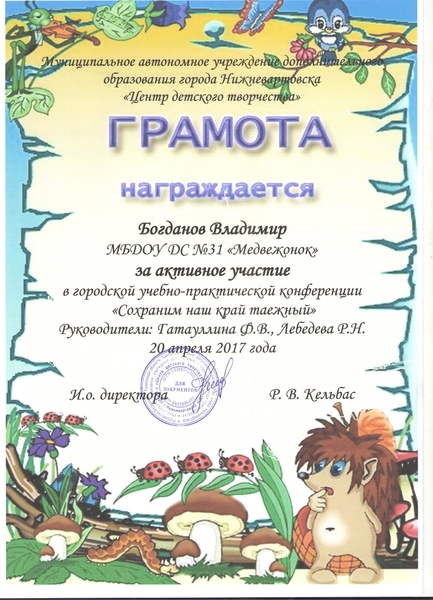 Муниципальное автономное учреждение дополнительного
образования города Нижневартовска
«Центр детского творчества»
ГРАМОТА
награждается
Богданов Владимир
МБДОУ ДС №31 «Медвежонок»
за активное участие
в городской учебно-практической конференции
«Сохраним наш край таежный»
Руководители: Гатауллина Ф.В., Лебедева Р.Н.
20 апреля 2017 года
И.о. директора Р. В. Кельбас
ДЛЯ
ДОКУМЕНТОВ